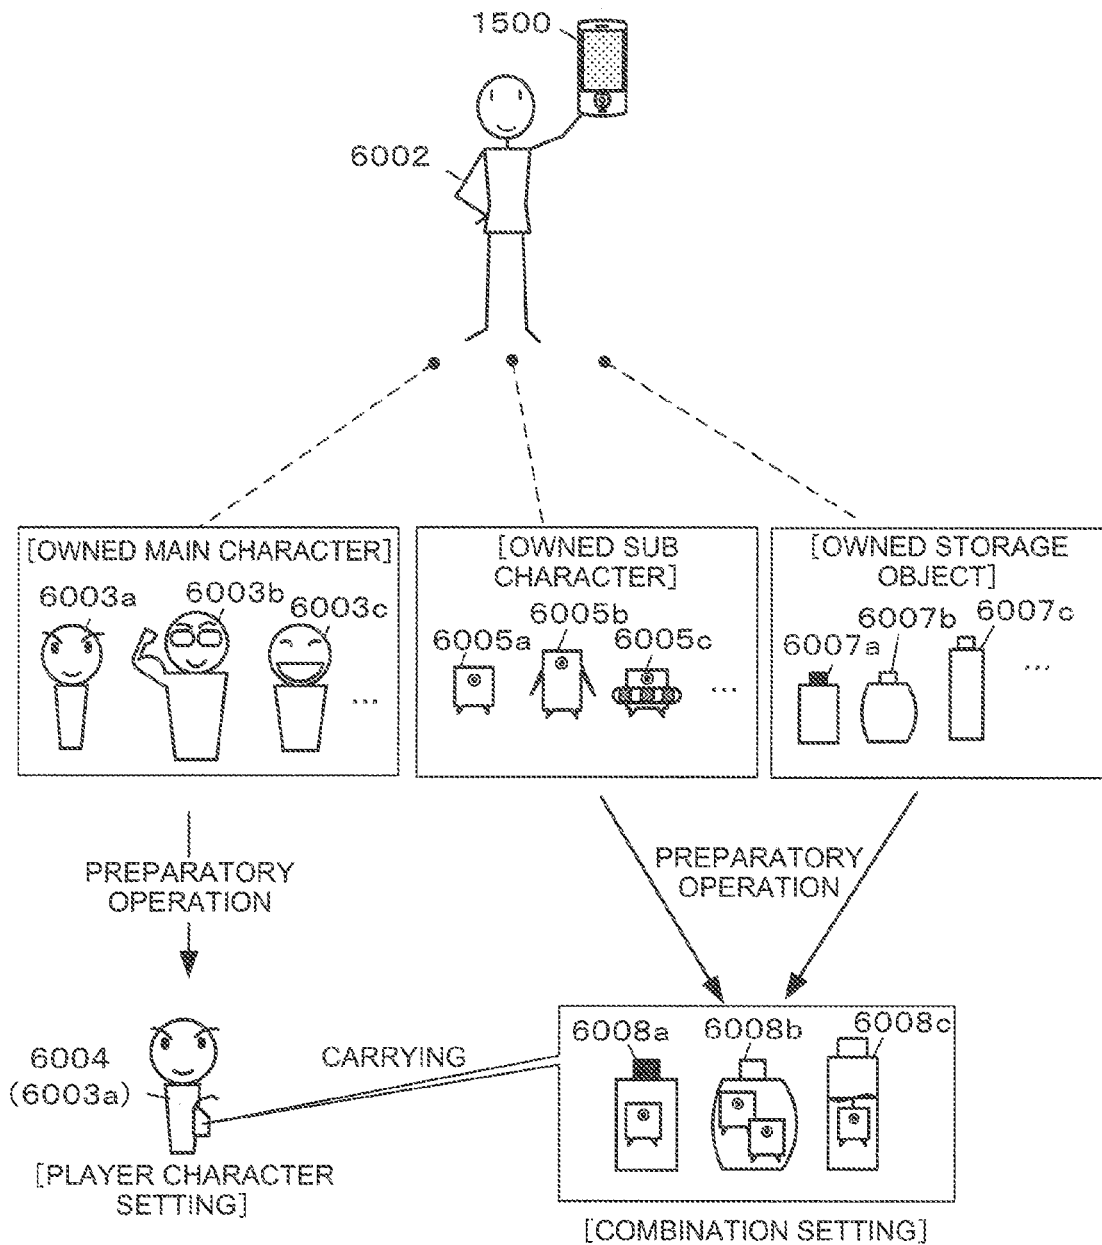 1500
6002
[OWNED MAIN CHARACTER]
6003a
6003b
6003c
...
[OWNED SUB
CHARACTER]
6005a
6005b
6005c
...
[OWNED STORAGE
OBJECT]
6007a
6007b
6007c
...
PREPARATORY
OPERATION
PREPARATORY
OPERATION
6004
(6003a)
CARRYING
[PLAYER CHARACTER
SETTING]
6008a
6008b
6008c
[COMBINATION SETTING]